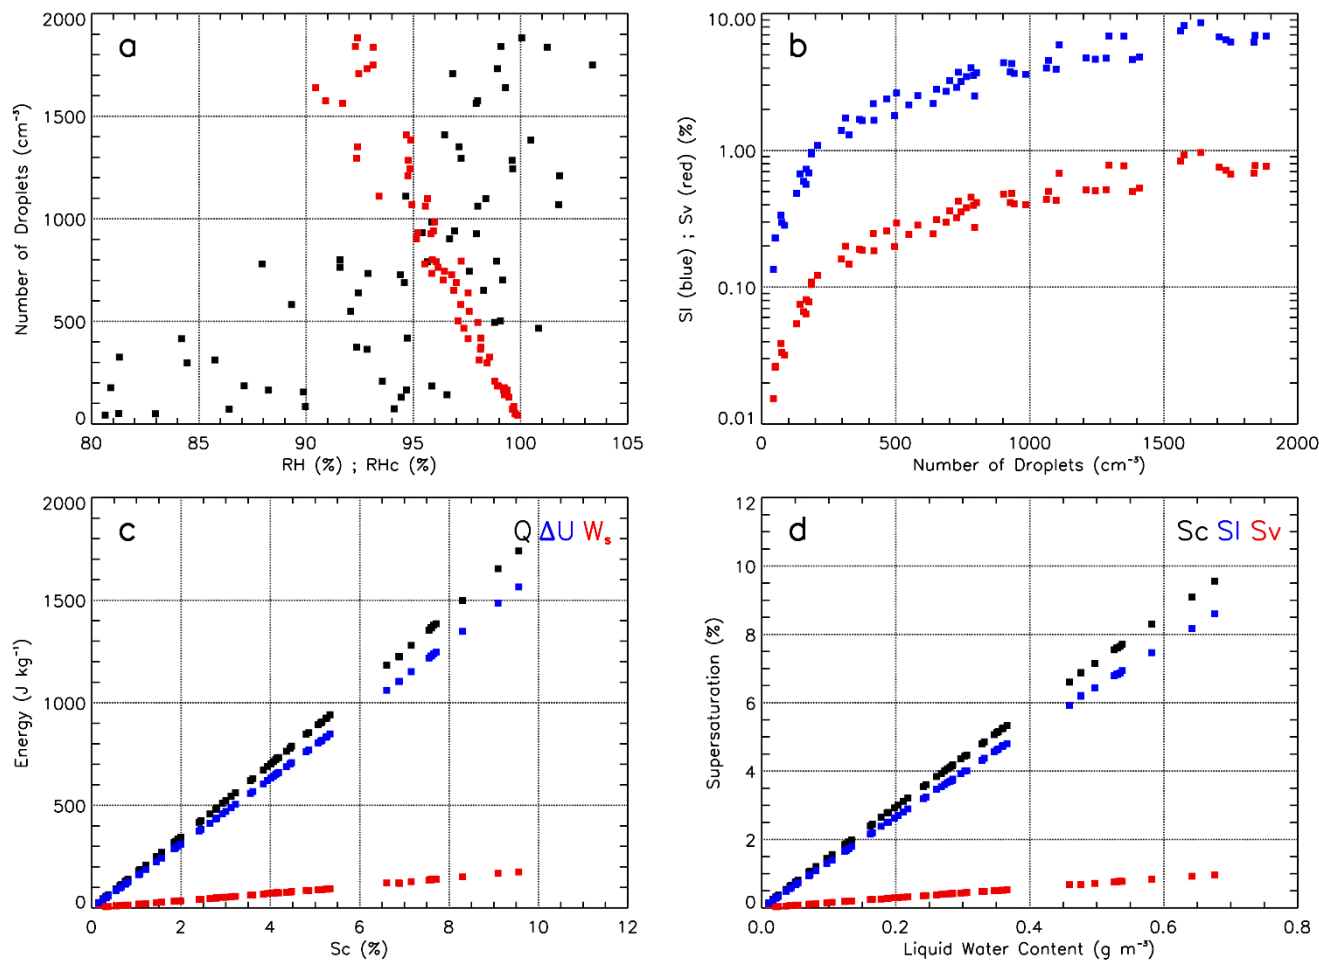 a
Number of Droplets (cm⁻³)
2000
1500
1000
500
0
80 85 90 95 100 105
RH (%) ; RHc (%)
b
Sl (blue) ; Sv (red) (%)
10.00
1.00
0.10
0.01
0 500 1000 1500 2000
Number of Droplets (cm⁻³)
c
Q ΔU Wₛ
Energy (J kg⁻¹)
2000
1500
1000
500
0
0 2 4 6 8 10 12
Sc (%)
d
Sc Sl Sv
Supersaturation (%)
12
10
8
6
4
2
0
0.0 0.2 0.4 0.6 0.8
Liquid Water Content (g m⁻³)